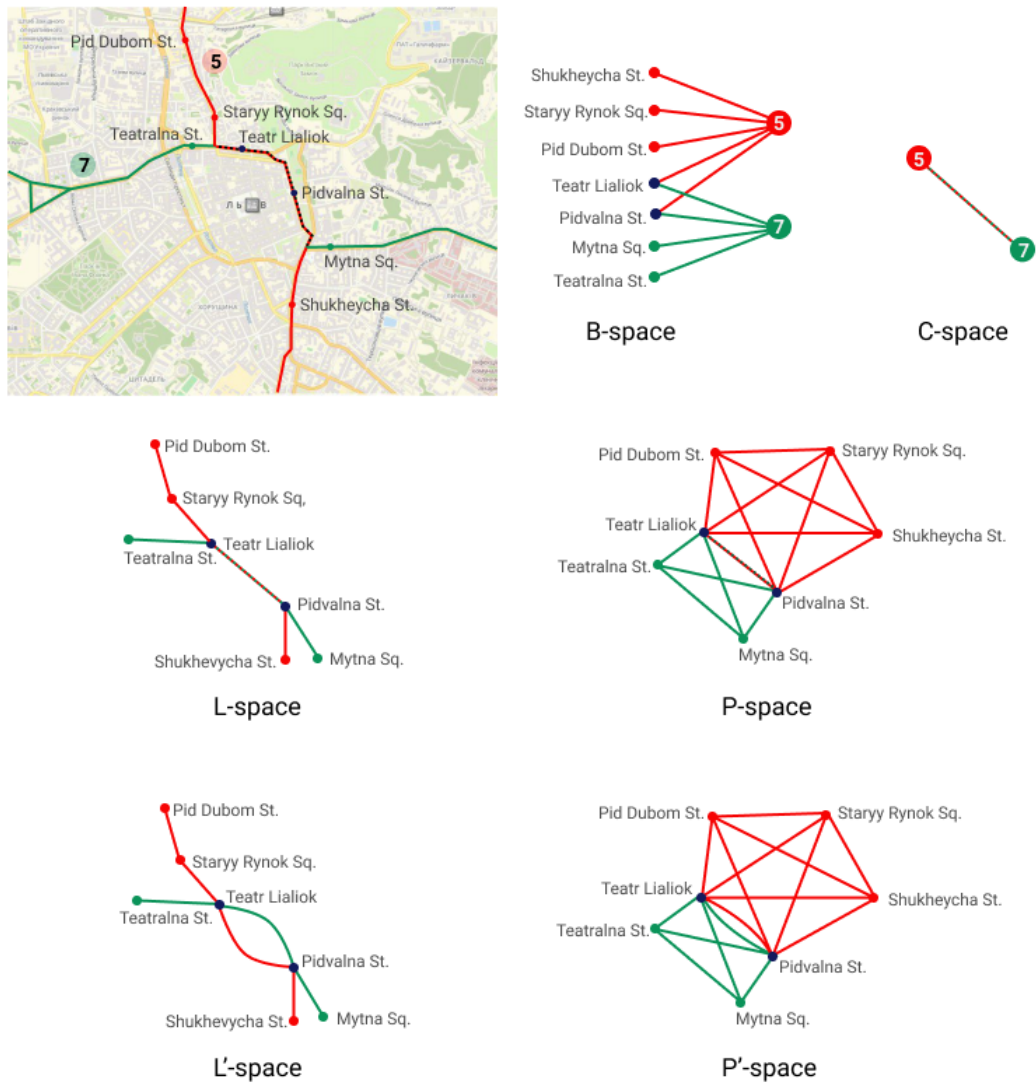 Pid Dubom St.
5
Staryy Rynok Sq.
Teatralna St.
Teatr Lialiok
7
Pidvalna St.
ЛЬ В В
Mytna Sq.
Shukheycha St.
ЦИТАДЕЛЬ
Shukheycha St.
Staryy Rynok Sq.
5
Pid Dubom St.
Teatr Lialiok
Pidvalna St.
7
Mytna Sq.
Teatralna St.
B-space
5
7
C-space
Pid Dubom St.
Staryy Rynok Sq,
Teatr Lialiok
Teatralna St.
Pidvalna St.
Shukhevycha St.
Mytna Sq.
L-space
Pid Dubom St.
Staryy Rynok Sq.
Teatr Lialiok
Shukheycha St.
Teatralna St.
Pidvalna St.
Mytna Sq.
P-space
Pid Dubom St.
Staryy Rynok Sq.
Teatr Lialiok
Teatralna St.
Pidvalna St.
Shukhevycha St.
Mytna Sq.
L'-space
Pid Dubom St.
Staryy Rynok Sq.
Teatr Lialiok
Shukheycha St.
Teatralna St.
Pidvalna St.
Mytna Sq.
P'-space